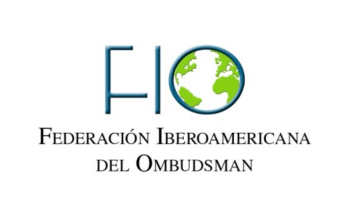 FIO
FEDERACIÓN IBEROAMERICANA
DEL OMBUDSMAN